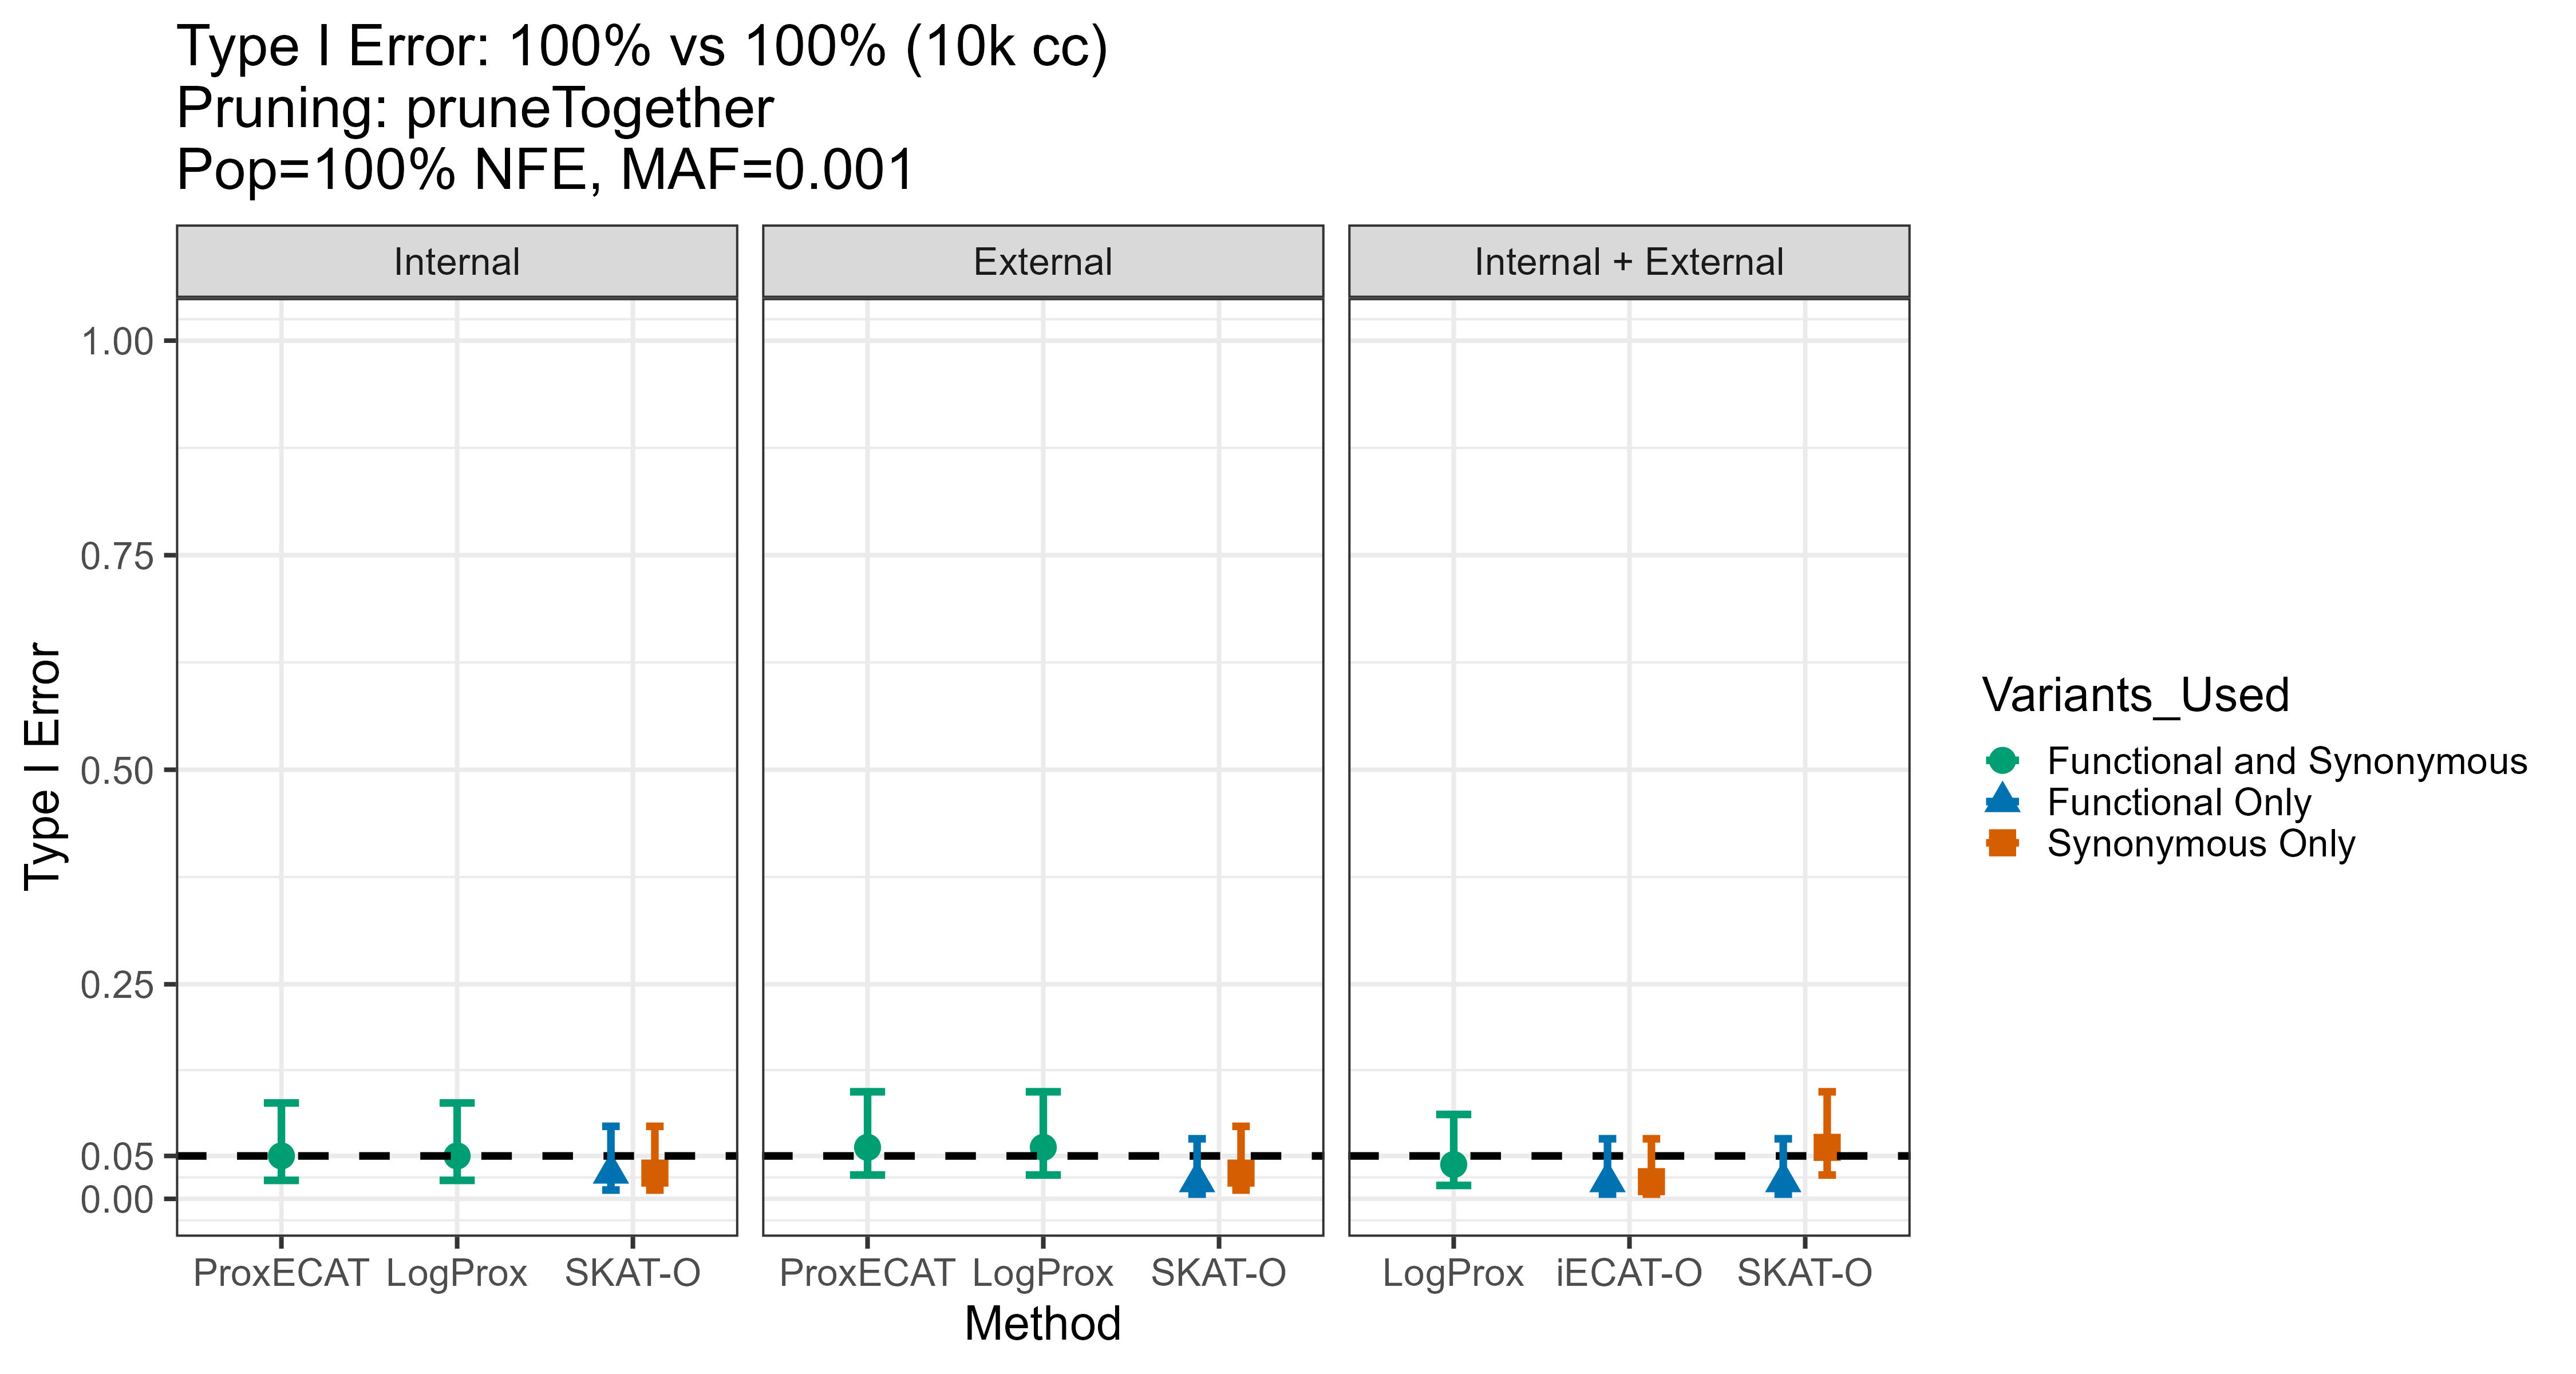 Type I Error: 100% vs 100% (10k cc)
Pruning: pruneTogether
Pop=100% NFE, MAF=0.001
Internal
External
Internal + External
Type I Error
1.00
0.75
0.50
0.25
0.05
0.00
ProxECAT LogProx SKAT-O
ProxECAT LogProx SKAT-O
LogProx iECAT-O SKAT-O
Method
Variants_Used
Functional and Synonymous
Functional Only
Synonymous Only